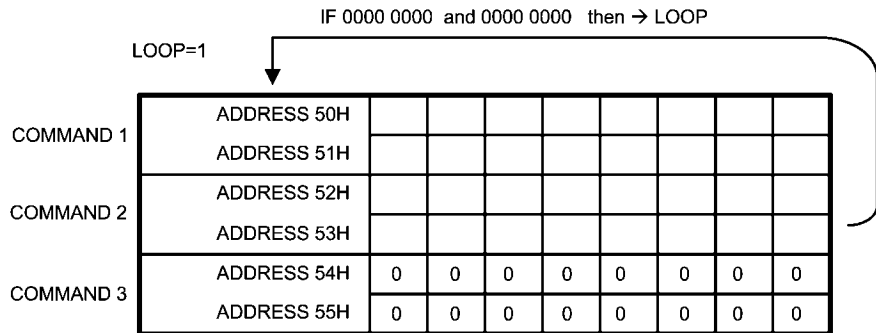 IF 0000 0000 and 0000 0000 then → LOOP
LOOP=1
COMMAND 1
ADDRESS 50H
ADDRESS 51H
COMMAND 2
ADDRESS 52H
ADDRESS 53H
COMMAND 3
ADDRESS 54H 0 0 0 0 0 0 0 0
ADDRESS 55H 0 0 0 0 0 0 0 0